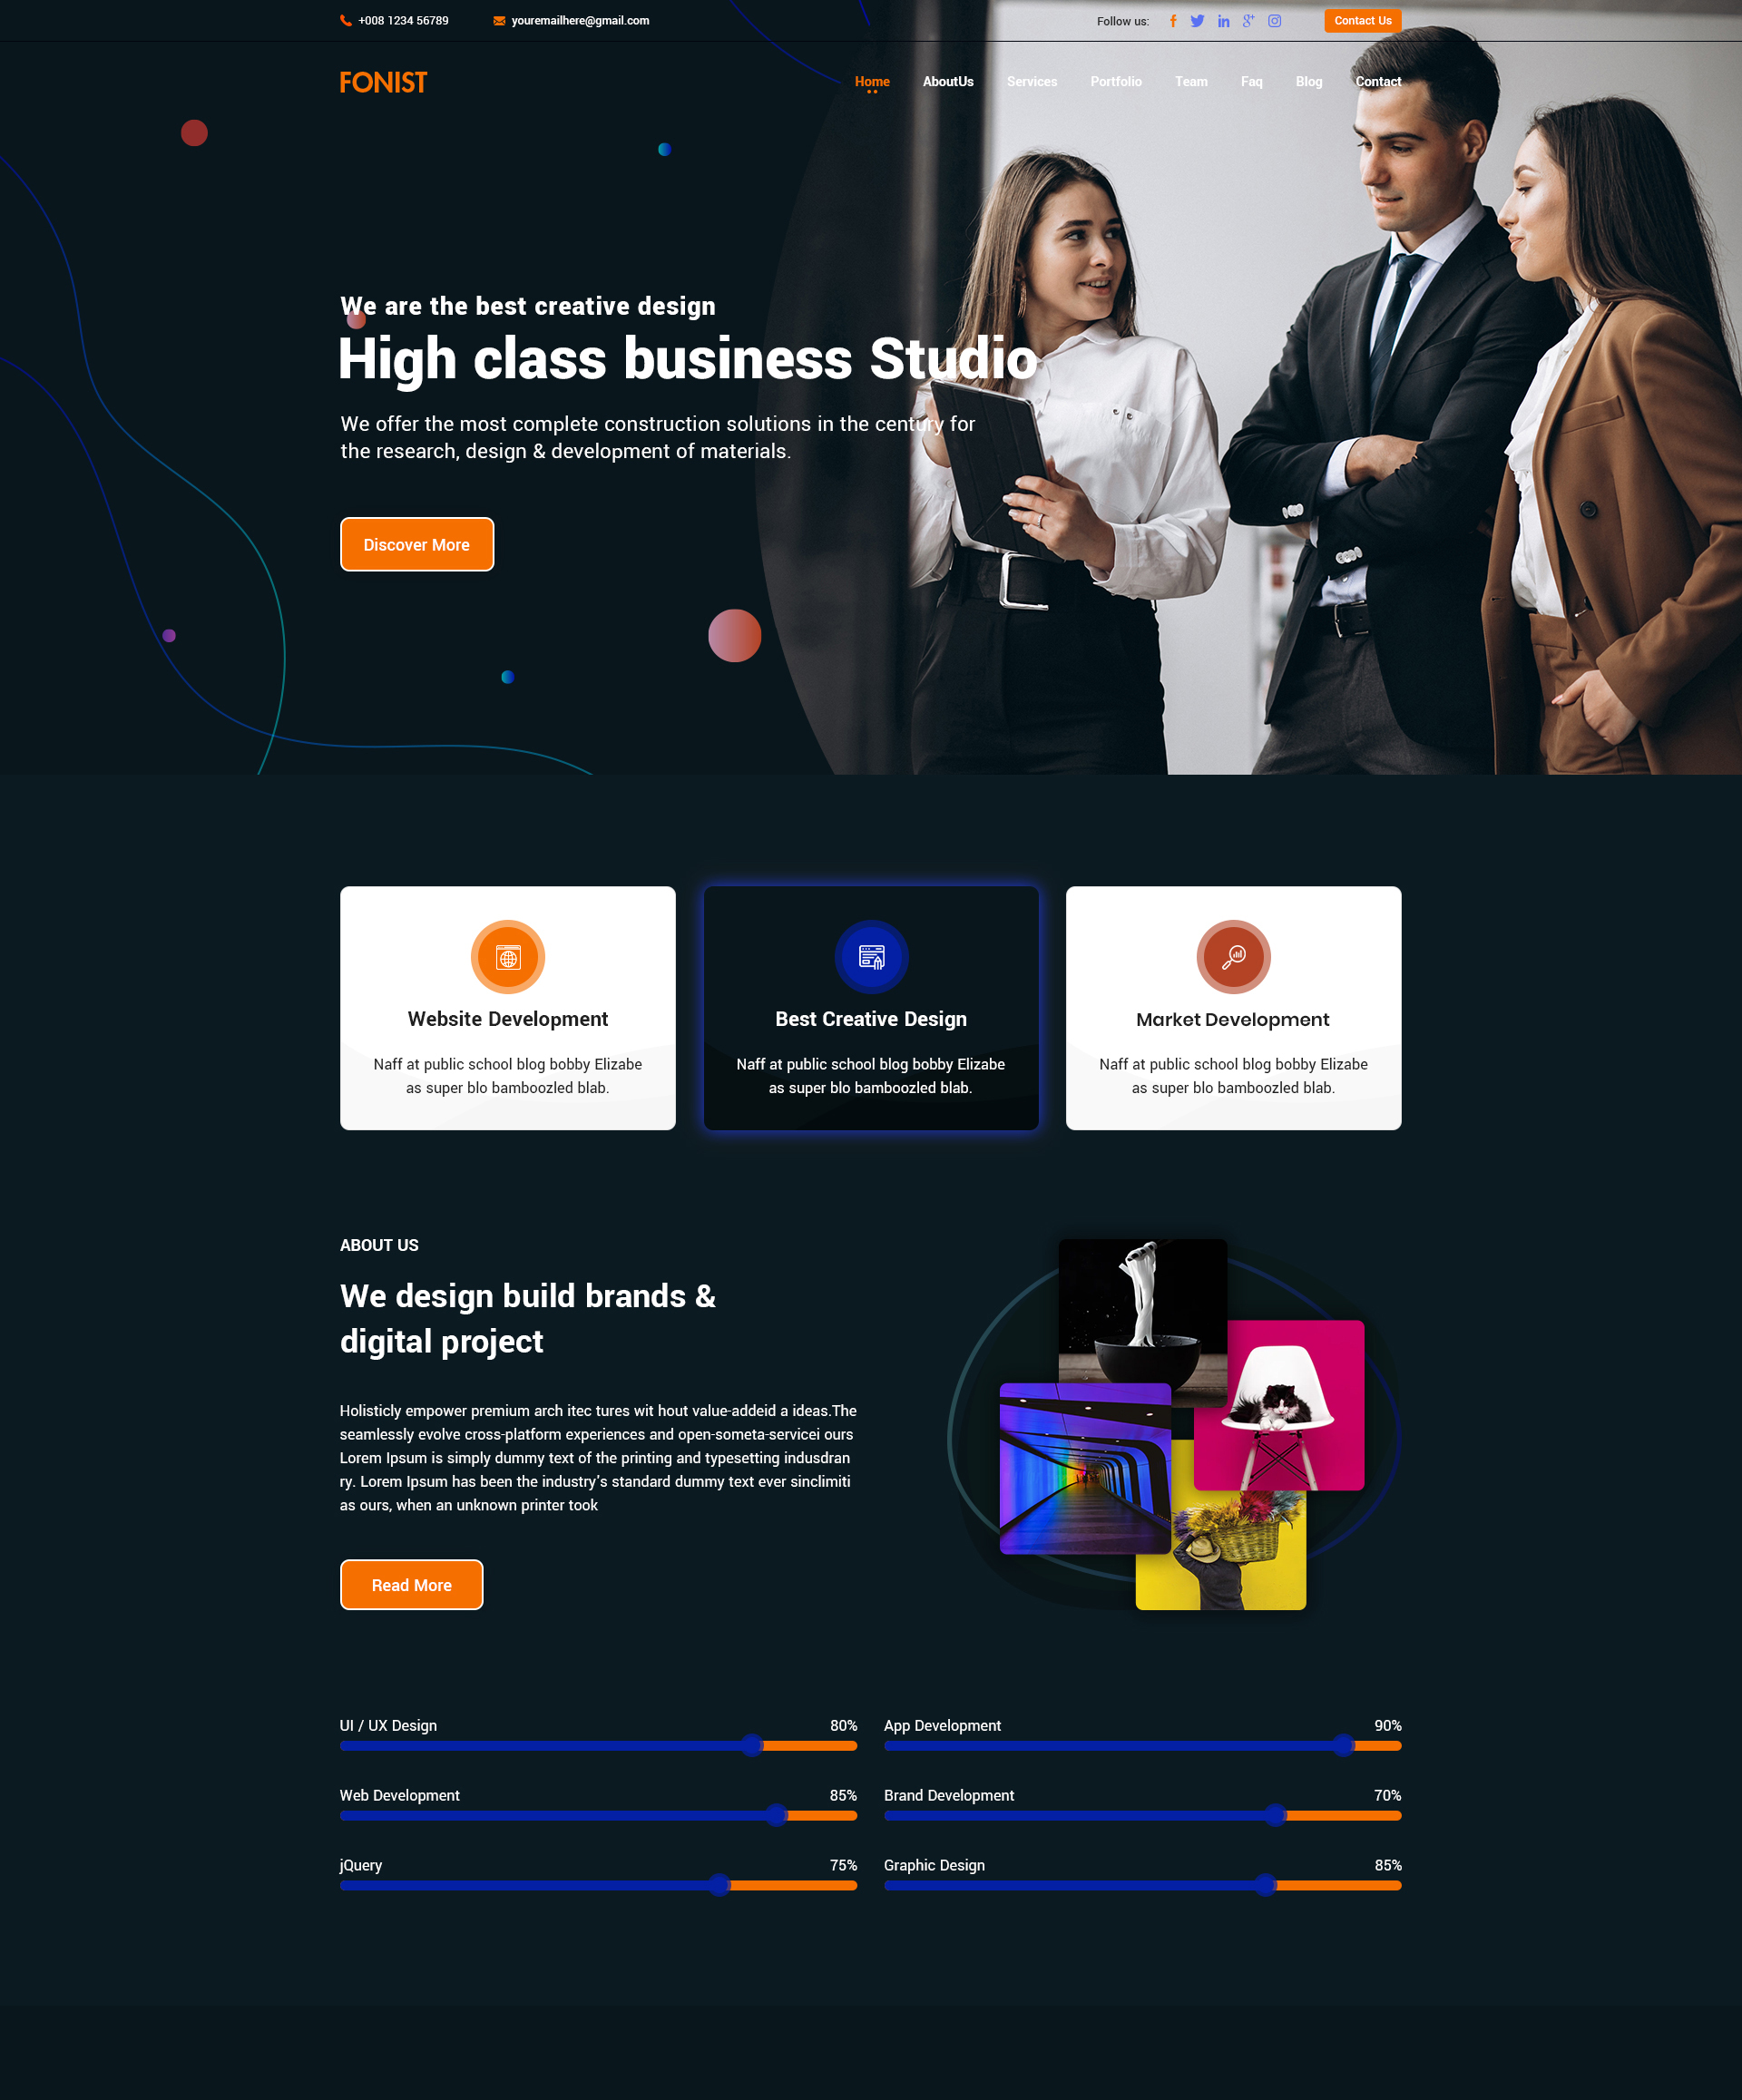 +008 1234 56789
youremailhere@gmail.com
Follow us:
Contact Us
FONIST
Home AboutUs Services Portfolio Team Faq Blog Contact
We are the best creative design
High class business Studio
We offer the most complete construction solutions in the century for
the research, design & development of materials.
Discover More
Website Development
Naff at public school blog bobby Elizabe
as super blo bamboozled blab.
Best Creative Design
Naff at public school blog bobby Elizabe
as super blo bamboozled blab.
Market Development
Naff at public school blog bobby Elizabe
as super blo bamboozled blab.
ABOUT US
We design build brands &
digital project
Holisticly empower premium arch itec tures wit hout value-addeid a ideas.The
seamlessly evolve cross-platform experiences and open-someta-servicei ours
Lorem Ipsum is simply dummy text of the printing and typesetting indusdran
ry. Lorem Ipsum has been the industry's standard dummy text ever sinclimiti
as ours, when an unknown printer took
Read More
UI / UX Design 80%
App Development 90%
Web Development 85%
Brand Development 70%
jQuery 75%
Graphic Design 85%